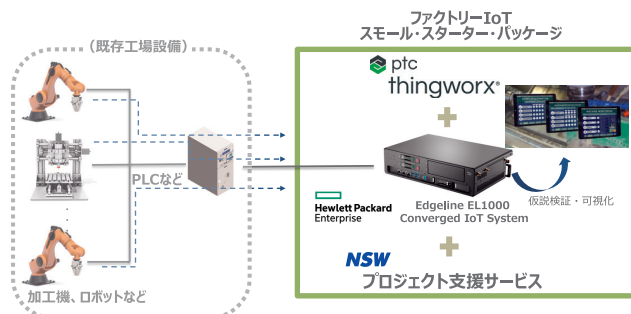 ファクトリーIoT
スモール・スターター・パッケージ
(既存工場設備)
ptc
thingworx®
PLCなど
Hewlett Packard
Enterprise
Edgeline EL1000
Converged IoT System
仮説検証・可視化
NSW
プロジェクト支援サービス
加工機、ロボットなど